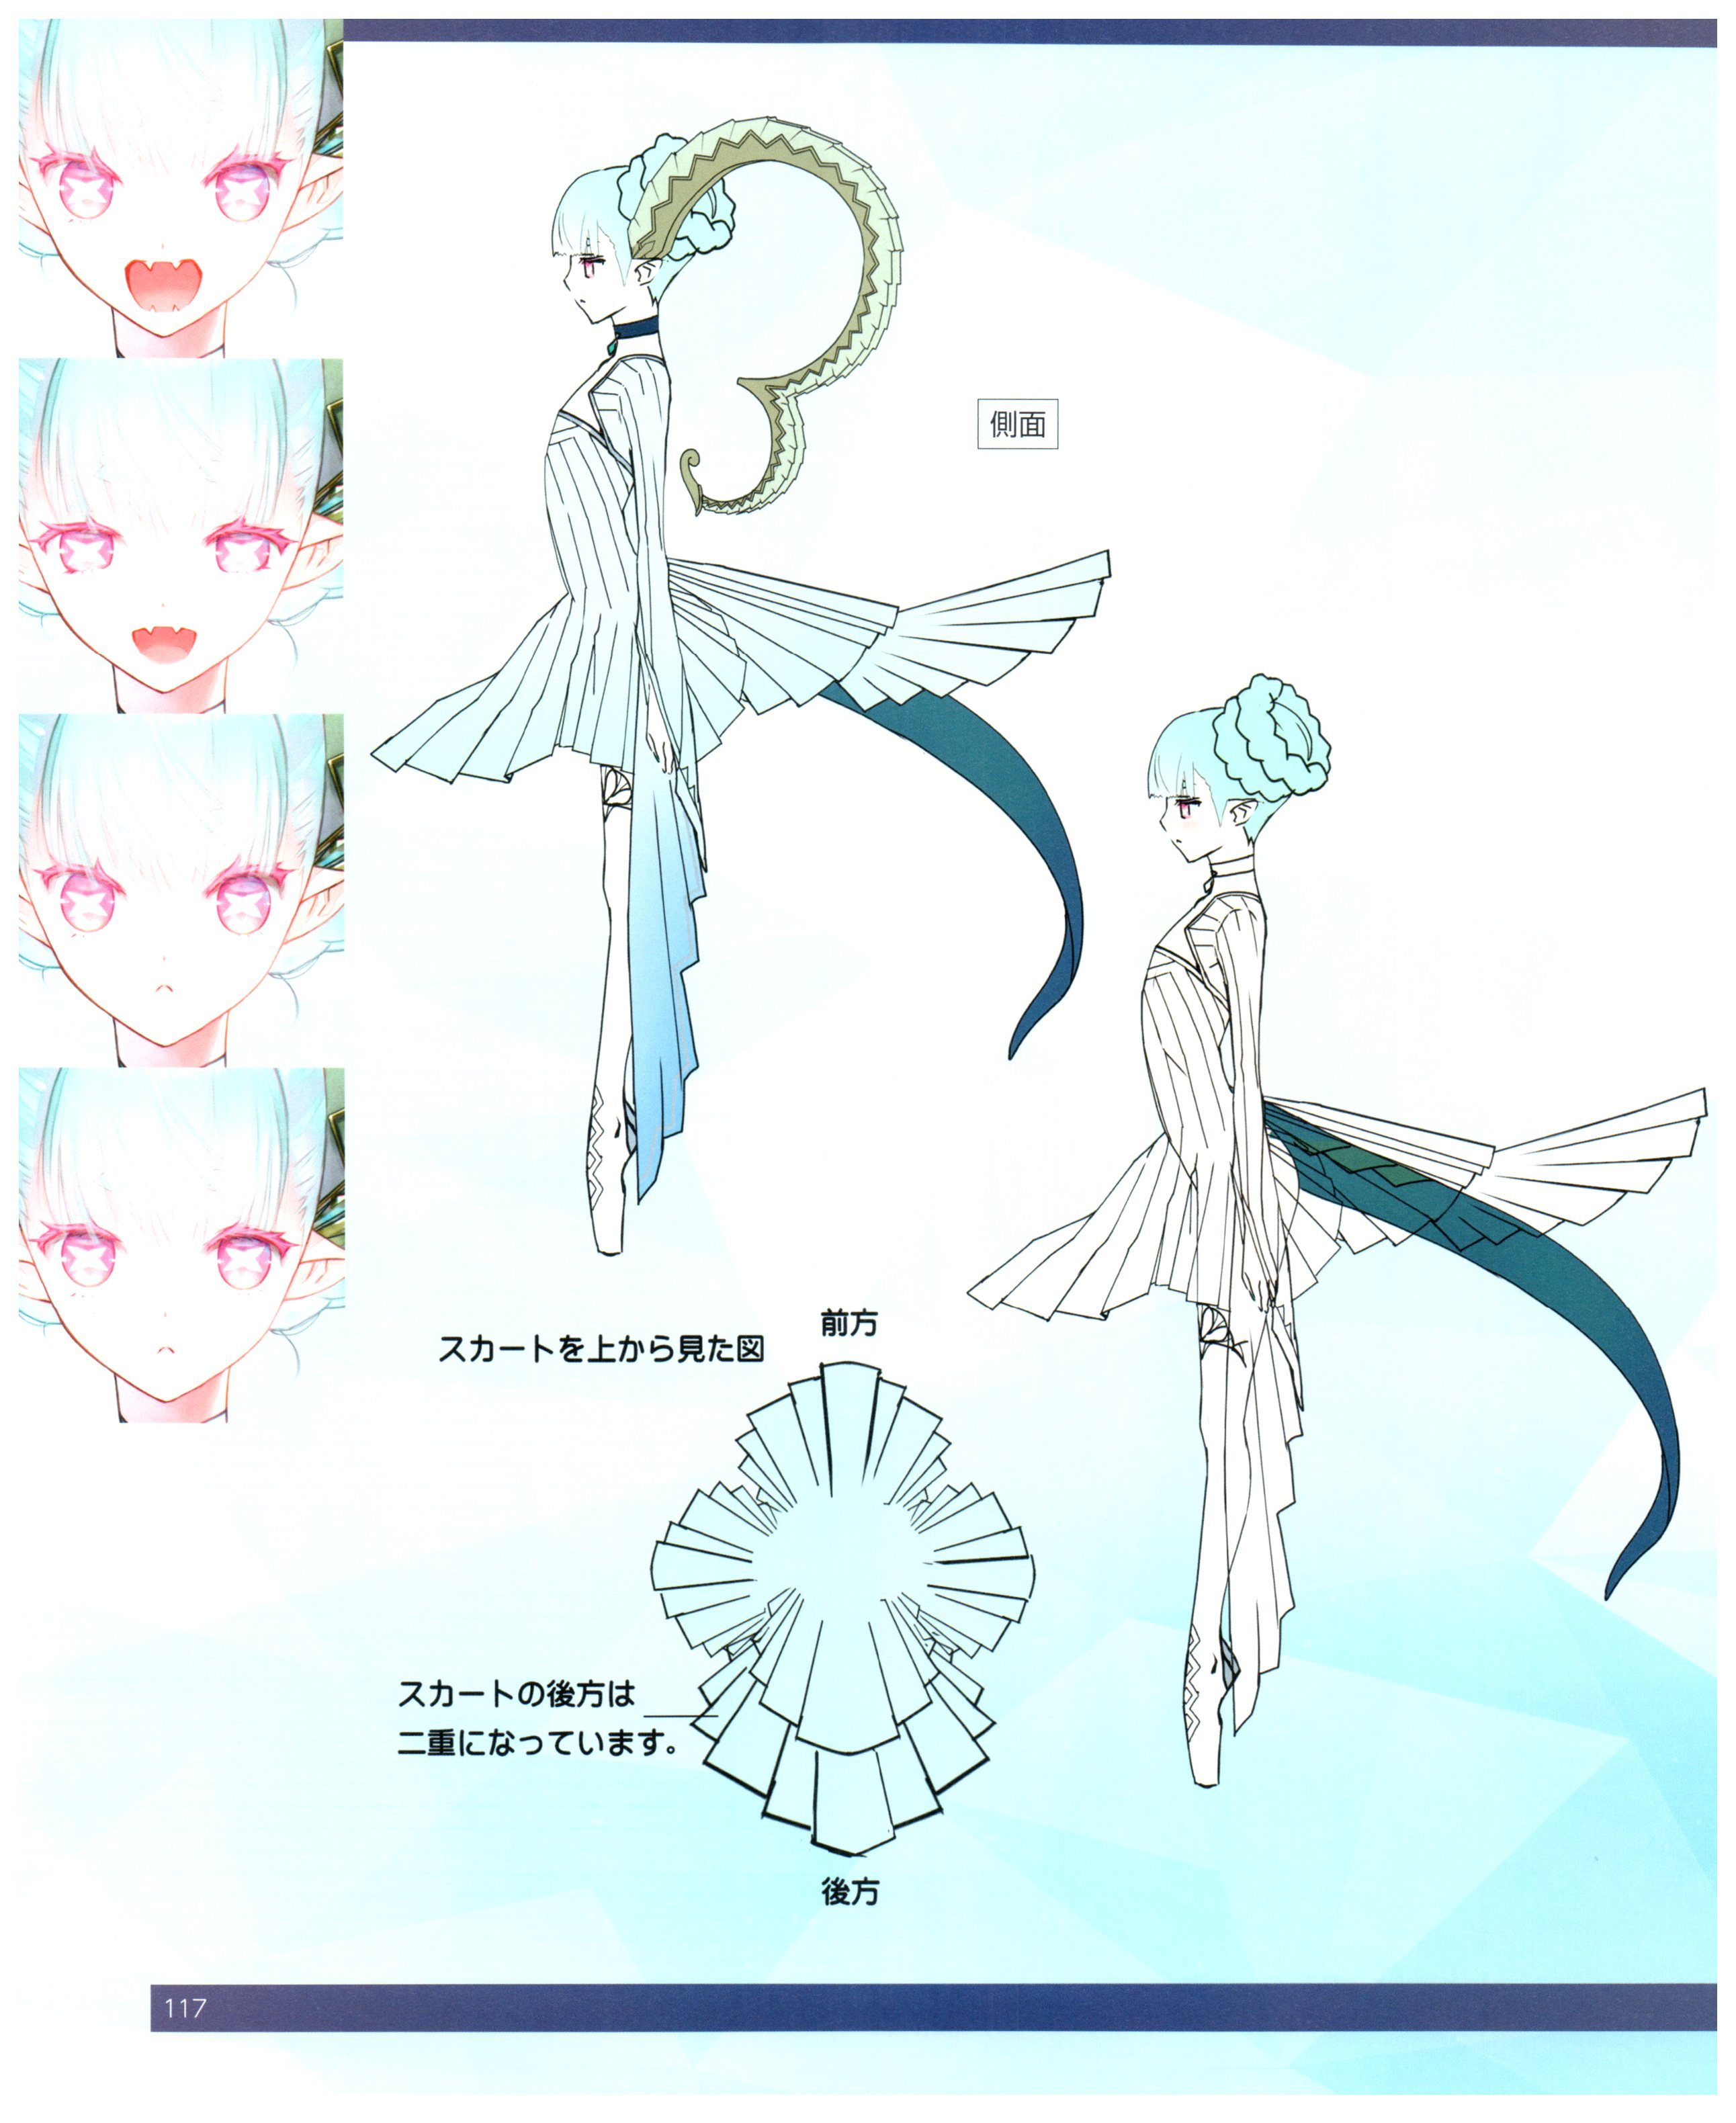 側面
前方
スカートを上から見た図
スカートの後方は
二重になっています。
後方
117